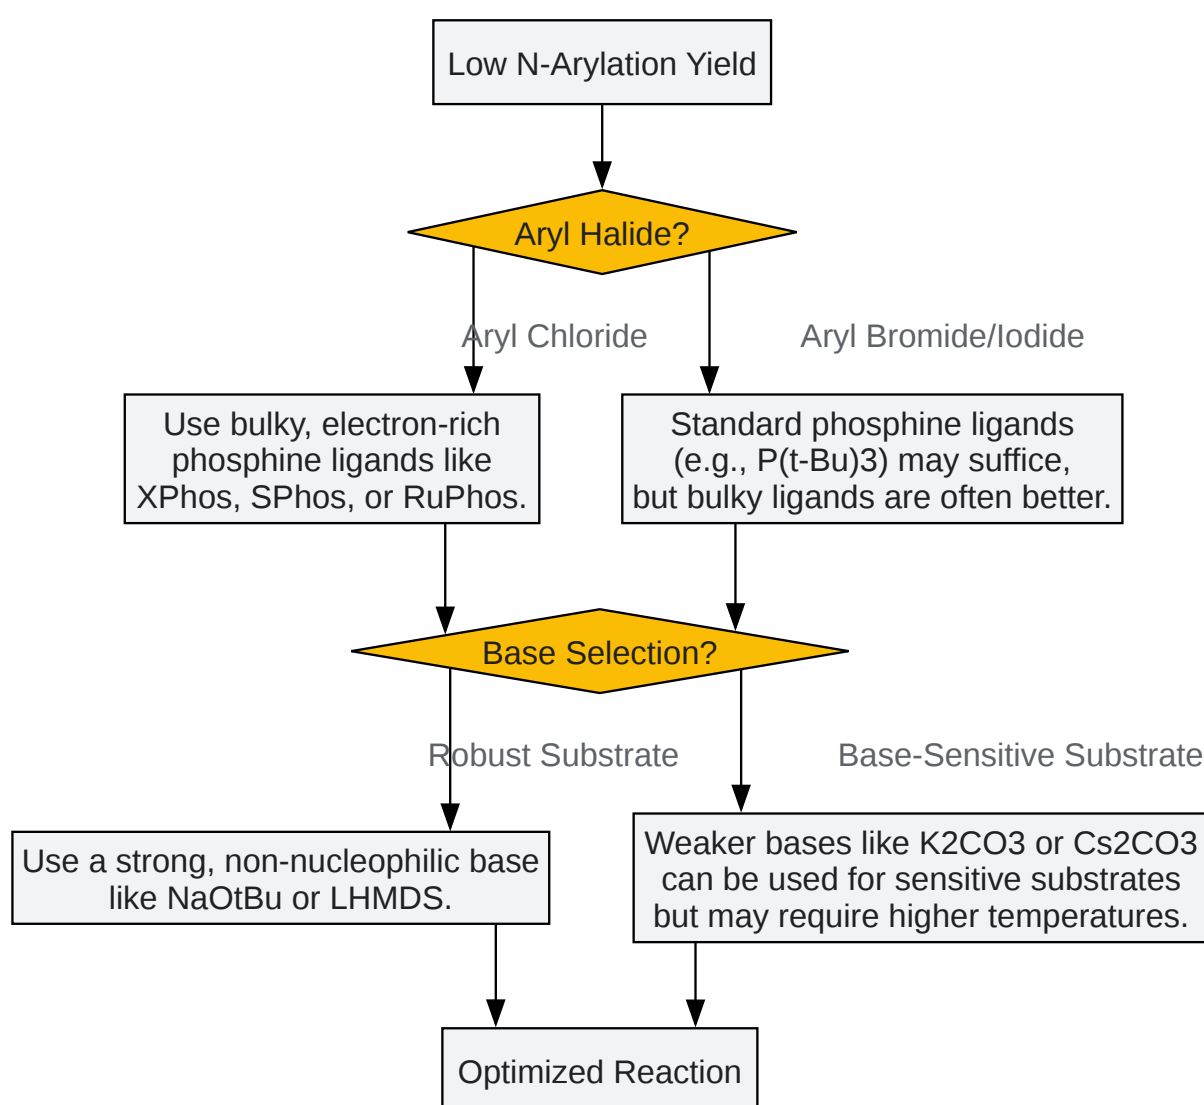 Low N-Arylation Yield
Aryl Halide?
Aryl Chloride
Aryl Bromide/Iodide
Use bulky, electron-rich
phosphine ligands like
XPhos, SPhos, or RuPhos.
Standard phosphine ligands
(e.g., P(t-Bu)3) may suffice,
but bulky ligands are often better.
Base Selection?
Robust Substrate
Base-Sensitive Substrate
Use a strong, non-nucleophilic base
like NaOtBu or LHMDS.
Weaker bases like K2CO3 or Cs2CO3
can be used for sensitive substrates
but may require higher temperatures.
Optimized Reaction